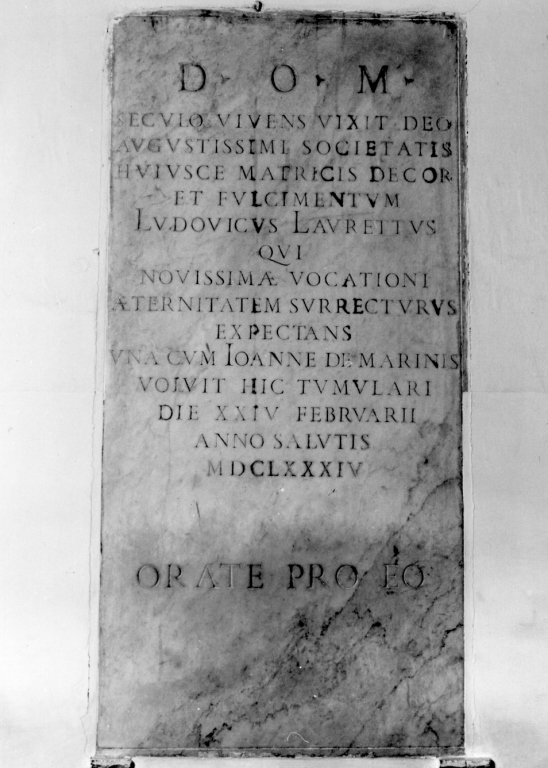 D · O · M ·
SECVLO VIVENS VIXIT DEO
AVGVSTISSIMI SOCIETATIS
HVIVSCE MATRICIS DECOR
ET FVLCIMENTVM
LVDOVICVS LAVRETTVS
QVI
NOVISSIMÆ VOCATIONI
ÆTERNITATEM SVRRECTVRVS
EXPECTANS
VNA CVM IOANNE DE MARINIS
VOLVIT HIC TVMVLARI
DIE XXIV FEBRVARII
ANNO SALVTIS
MDCLXXXIV
ORATE PRO EO